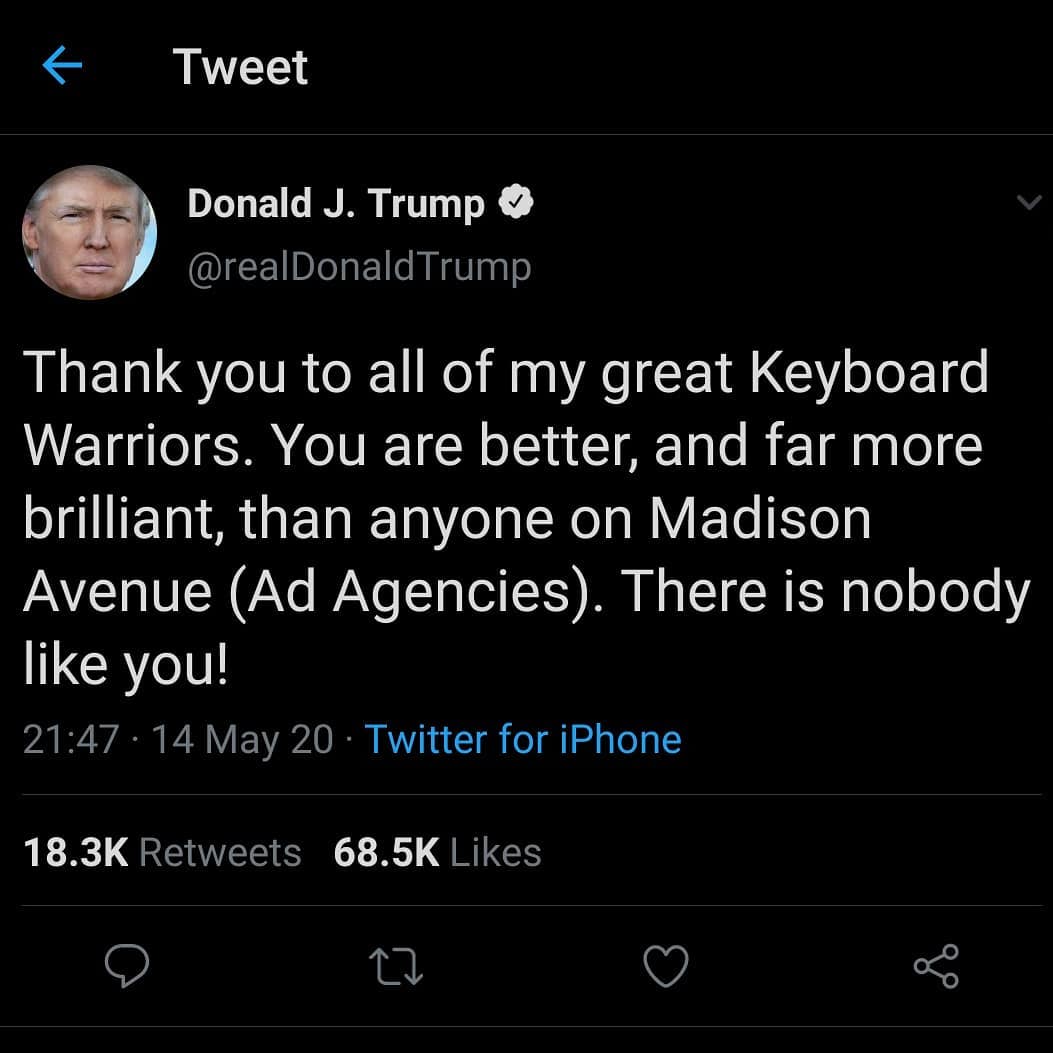 Tweet
Donald J. Trump
@realDonaldTrump
Thank you to all of my great Keyboard
Warriors. You are better, and far more
brilliant, than anyone on Madison
Avenue (Ad Agencies). There is nobody
like you!
21:47 · 14 May 20 · Twitter for iPhone
18.3K Retweets 68.5K Likes